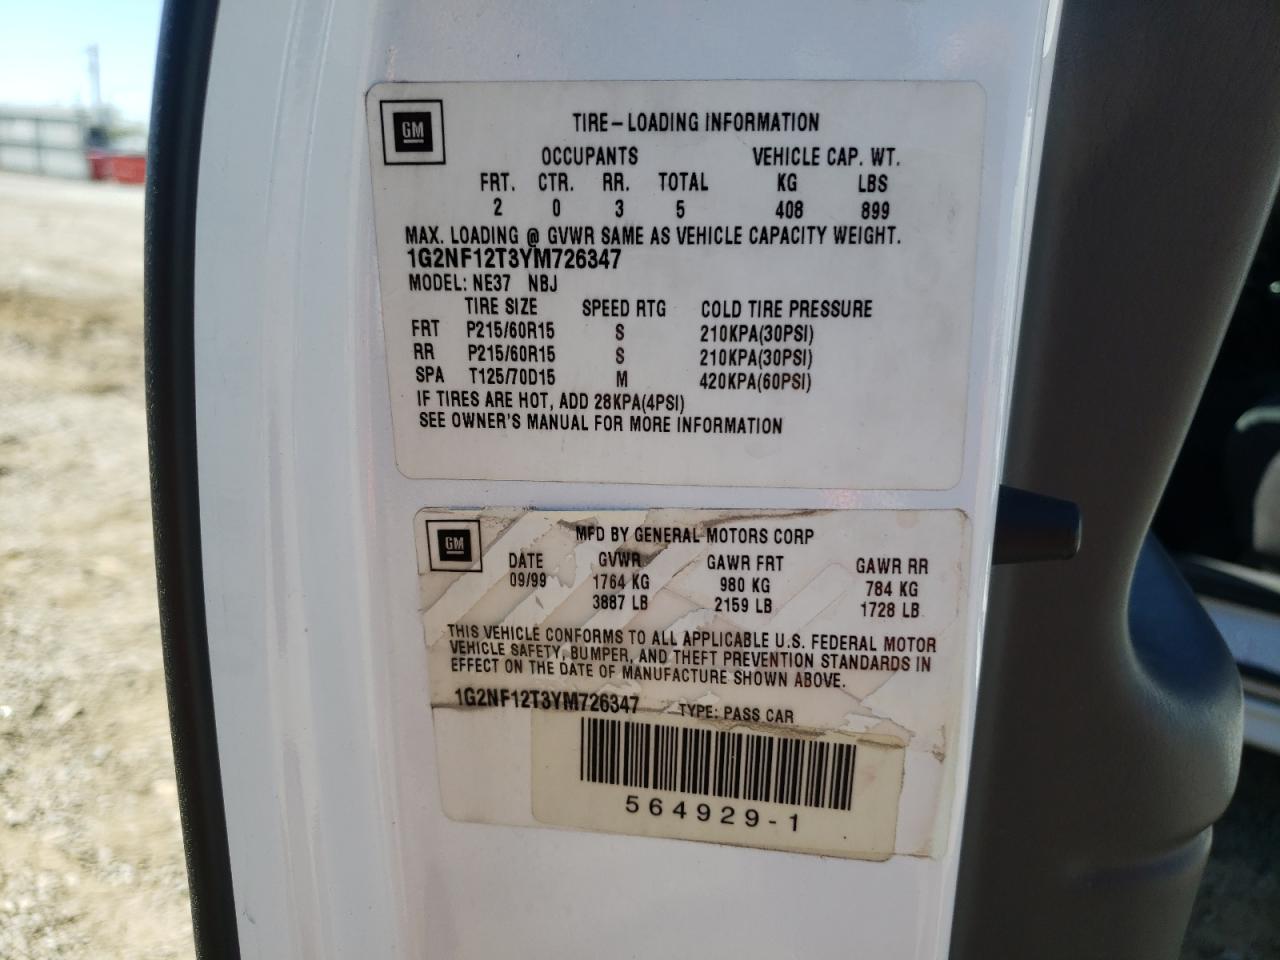 GM
TIRE-LOADING INFORMATION
OCCUPANTS VEHICLE CAP. WT.
FRT. CTR. RR. TOTAL KG LBS
2 0 3 5 408 899
MAX. LOADING @ GVWR SAME AS VEHICLE CAPACITY WEIGHT.
1G2NF12T3YM726347
MODEL: NE37 NBJ
TIRE SIZE SPEED RTG COLD TIRE PRESSURE
FRT P215/60R15 S 210KPA(30PSI)
RR P215/60R15 S 210KPA(30PSI)
SPA T125/70D15 M 420KPA(60PSI)
IF TIRES ARE HOT, ADD 28KPA(4PSI)
SEE OWNER'S MANUAL FOR MORE INFORMATION
GM
MFD BY GENERAL MOTORS CORP
DATE GVWR GAWR FRT GAWR RR
09/99 1764 KG 980 KG 784 KG
3887 LB 2159 LB 1728 LB
THIS VEHICLE CONFORMS TO ALL APPLICABLE U.S. FEDERAL MOTOR
VEHICLE SAFETY, BUMPER, AND THEFT PREVENTION STANDARDS IN
EFFECT ON THE DATE OF MANUFACTURE SHOWN ABOVE.
1G2NF12T3YM726347 TYPE: PASS CAR
564929-1